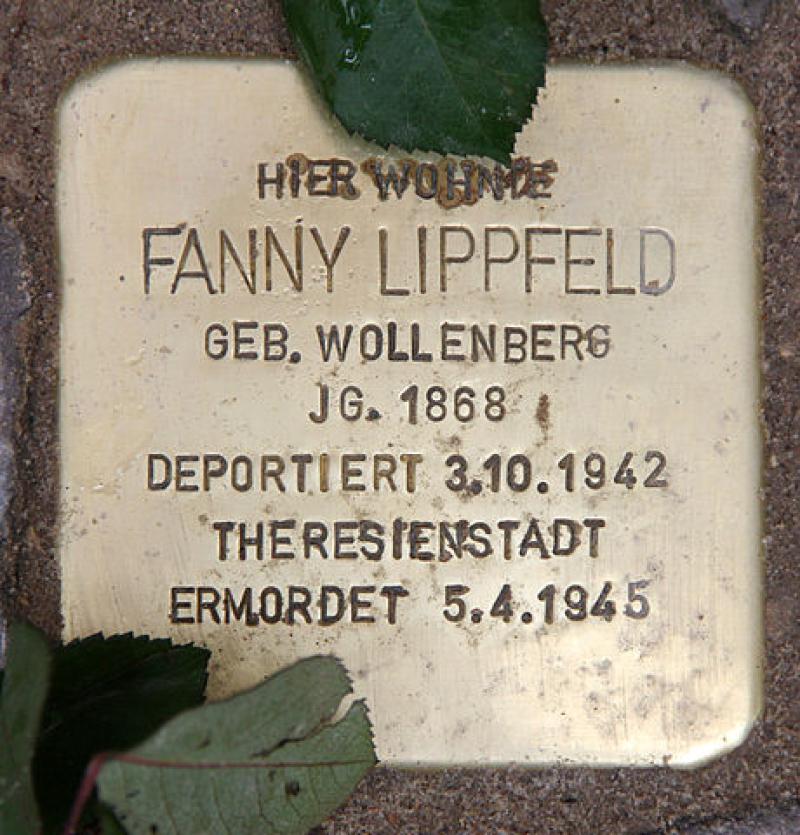 HIER WOHNTE
FANNY LIPPFELD
GEB. WOLLENBERG
JG. 1868
DEPORTIERT 3.10.1942
THERESIENSTADT
ERMORDET 5.4.1945